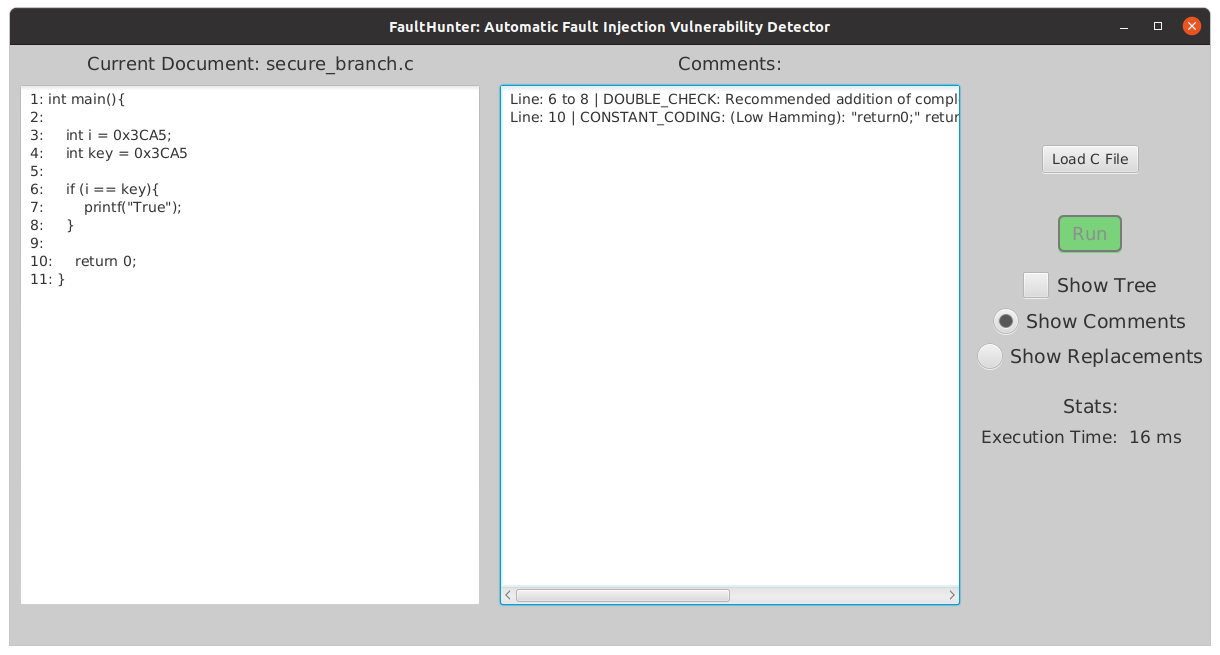 FaultHunter: Automatic Fault Injection Vulnerability Detector
Current Document: secure_branch.c
1: int main(){
2:
3: int i = 0x3CA5;
4: int key = 0x3CA5
5:
6: if (i == key){
7: printf("True");
8: }
9:
10: return 0;
11: }
Comments:
Line: 6 to 8 | DOUBLE_CHECK: Recommended addition of
Line: 10 | CONSTANT_CODING: (Low Hamming): "return0;"
Load C File
Run
Show Tree
Show Comments
Show Replacements
Stats:
Execution Time: 16 ms